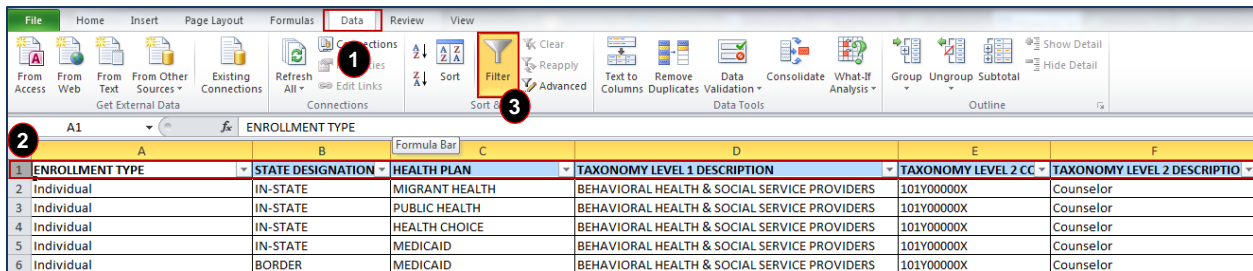 File Home Insert Page Layout Formulas Data Review View
1
From Access
From Web
From Text
From Other Sources
Existing Connections
Get External Data
Refresh All
Edit Links
Connections
Sort
Filter
Clear
Reapply
Advanced
3
Text to Columns
Remove Duplicates
Data Validation
Consolidate
What-If Analysis
Data Tools
Group
Ungroup
Subtotal
Show Detail
Hide Detail
Outline
A1 fx ENROLLMENT TYPE
2
Formula Bar
A B C D E F
1 ENROLLMENT TYPE STATE DESIGNATION HEALTH PLAN TAXONOMY LEVEL 1 DESCRIPTION TAXONOMY LEVEL 2 CC TAXONOMY LEVEL 2 DESCRIPTIO
2 Individual IN-STATE MIGRANT HEALTH BEHAVIORAL HEALTH & SOCIAL SERVICE PROVIDERS 101Y00000X Counselor
3 Individual IN-STATE PUBLIC HEALTH BEHAVIORAL HEALTH & SOCIAL SERVICE PROVIDERS 101Y00000X Counselor
4 Individual IN-STATE HEALTH CHOICE BEHAVIORAL HEALTH & SOCIAL SERVICE PROVIDERS 101Y00000X Counselor
5 Individual IN-STATE MEDICAID BEHAVIORAL HEALTH & SOCIAL SERVICE PROVIDERS 101Y00000X Counselor
6 Individual BORDER MEDICAID BEHAVIORAL HEALTH & SOCIAL SERVICE PROVIDERS 101Y00000X Counselor